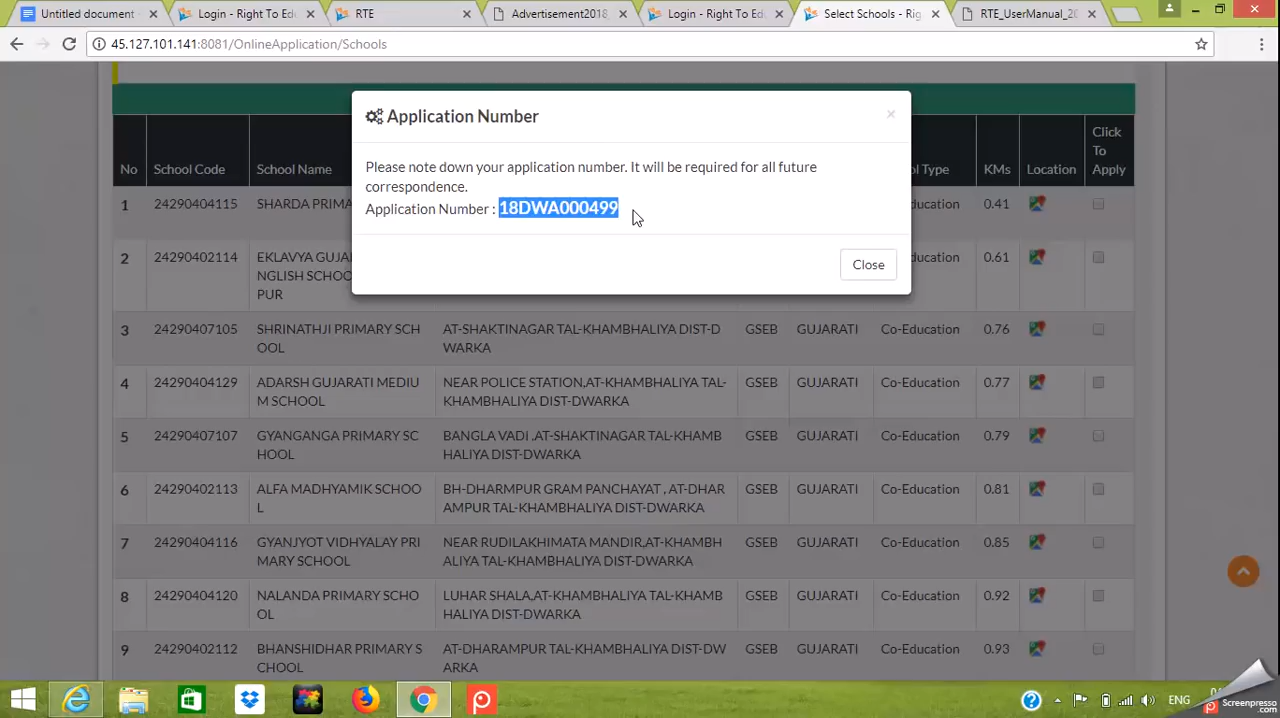 Untitled document
Login - Right To Ed
RTE
Advertisement2018
Login - Right To Ed
Select Schools - Rig
RTE_UserManual_20
45.127.101.141:8081/OnlineApplication/Schools
Application Number ×
Please note down your application number. It will be required for all future
correspondence.
Application Number : 18DWA000499
Close
No School Code School Name l Type KMs Location Click To Apply
1 24290404115 SHARDA PRIMA ducation 0.41
2 24290402114 EKLAVYA GUJA ducation 0.61
NGLISH SCHOO
PUR
3 24290407105 SHRINATHJI PRIMARY SCH AT-SHAKTINAGAR TAL-KHAMBHALIYA DIST-D GSEB GUJARATI Co-Education 0.76
OOL WARKA
4 24290404129 ADARSH GUJARATI MEDIU NEAR POLICE STATION,AT-KHAMBHALIYA TAL- GSEB GUJARATI Co-Education 0.77
M SCHOOL KHAMBHALIYA DIST-DWARKA
5 24290407107 GYANGANGA PRIMARY SC BANGLA VADI ,AT-SHAKTINAGAR TAL-KHAMB GSEB GUJARATI Co-Education 0.79
HOOL HALIYA DIST-DWARKA
6 24290402113 ALFA MADHYAMIK SCHOO BH-DHARMPUR GRAM PANCHAYAT , AT-DHAR GSEB GUJARATI Co-Education 0.81
L AMPUR TAL-KHAMBHALIYA DIST-DWARKA
7 24290404116 GYANJYOT VIDHYALAY PRI NEAR RUDILAKHIMATA MANDIR,AT-KHAMBH GSEB GUJARATI Co-Education 0.85
MARY SCHOOL ALIYA TAL-KHAMBHALIYA DIST-DWARKA
8 24290404120 NALANDA PRIMARY SCHO LUHAR SHALA,AT-KHAMBHALIYA TAL-KHAMB GSEB GUJARATI Co-Education 0.92
OL HALIYA DIST-DWARKA
9 24290402112 BHANSHIDHAR PRIMARY S AT-DHARAMPUR TAL-KHAMBHALIYA DIST-DW GSEB GUJARATI Co-Education 0.93
CHOOL ARKA
ENG
Screenpresso
.com